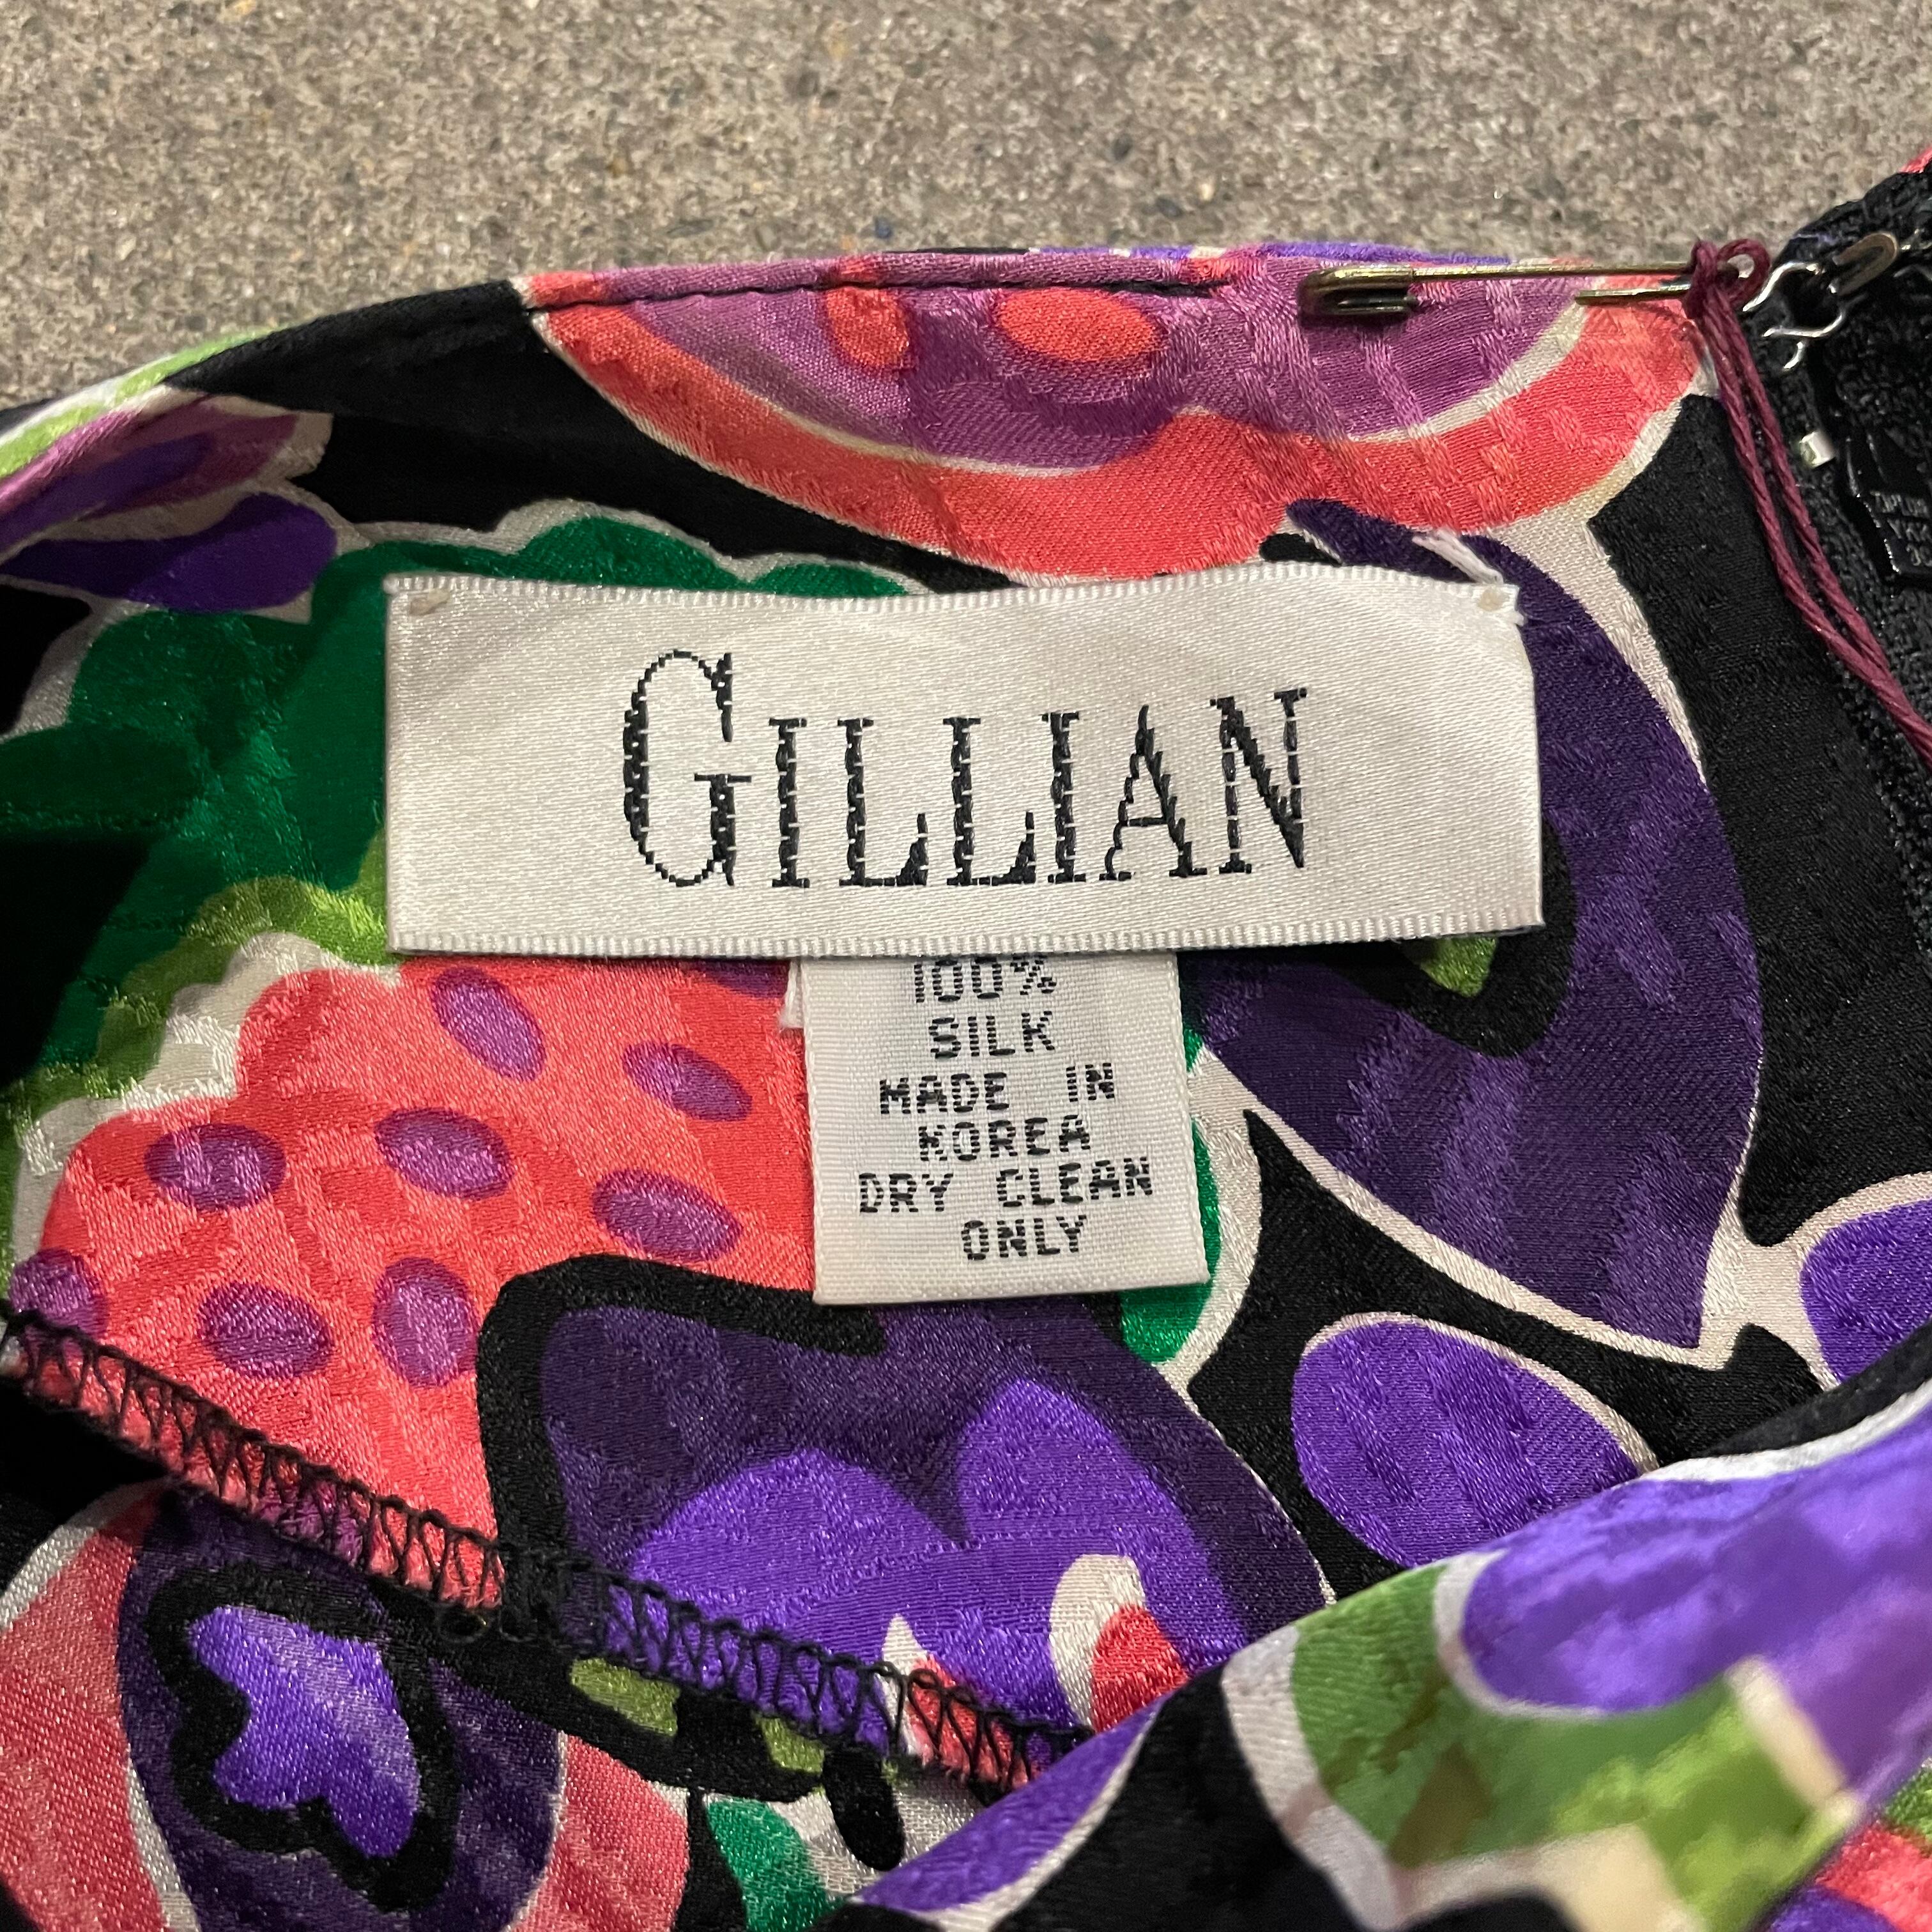 GILLIAN
100%
SILK
MADE IN
KOREA
DRY CLEAN
ONLY